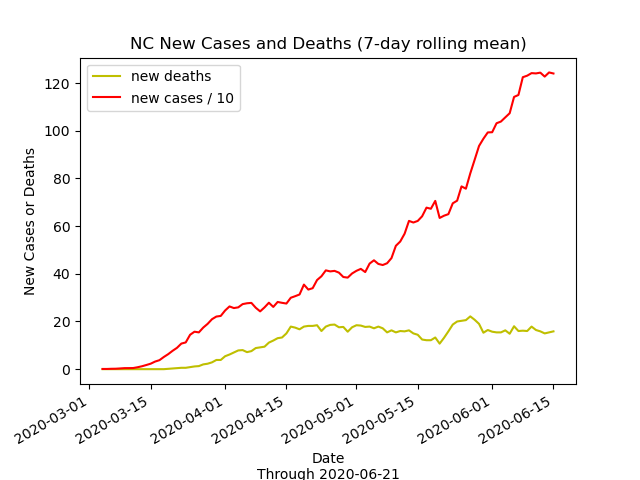 NC New Cases and Deaths (7-day rolling mean)
new deaths
new cases / 10
New Cases or Deaths
120
100
80
60
40
20
0
2020-03-01
2020-03-15
2020-04-01
2020-04-15
2020-05-01
2020-05-15
2020-06-01
2020-06-15
Date
Through 2020-06-21